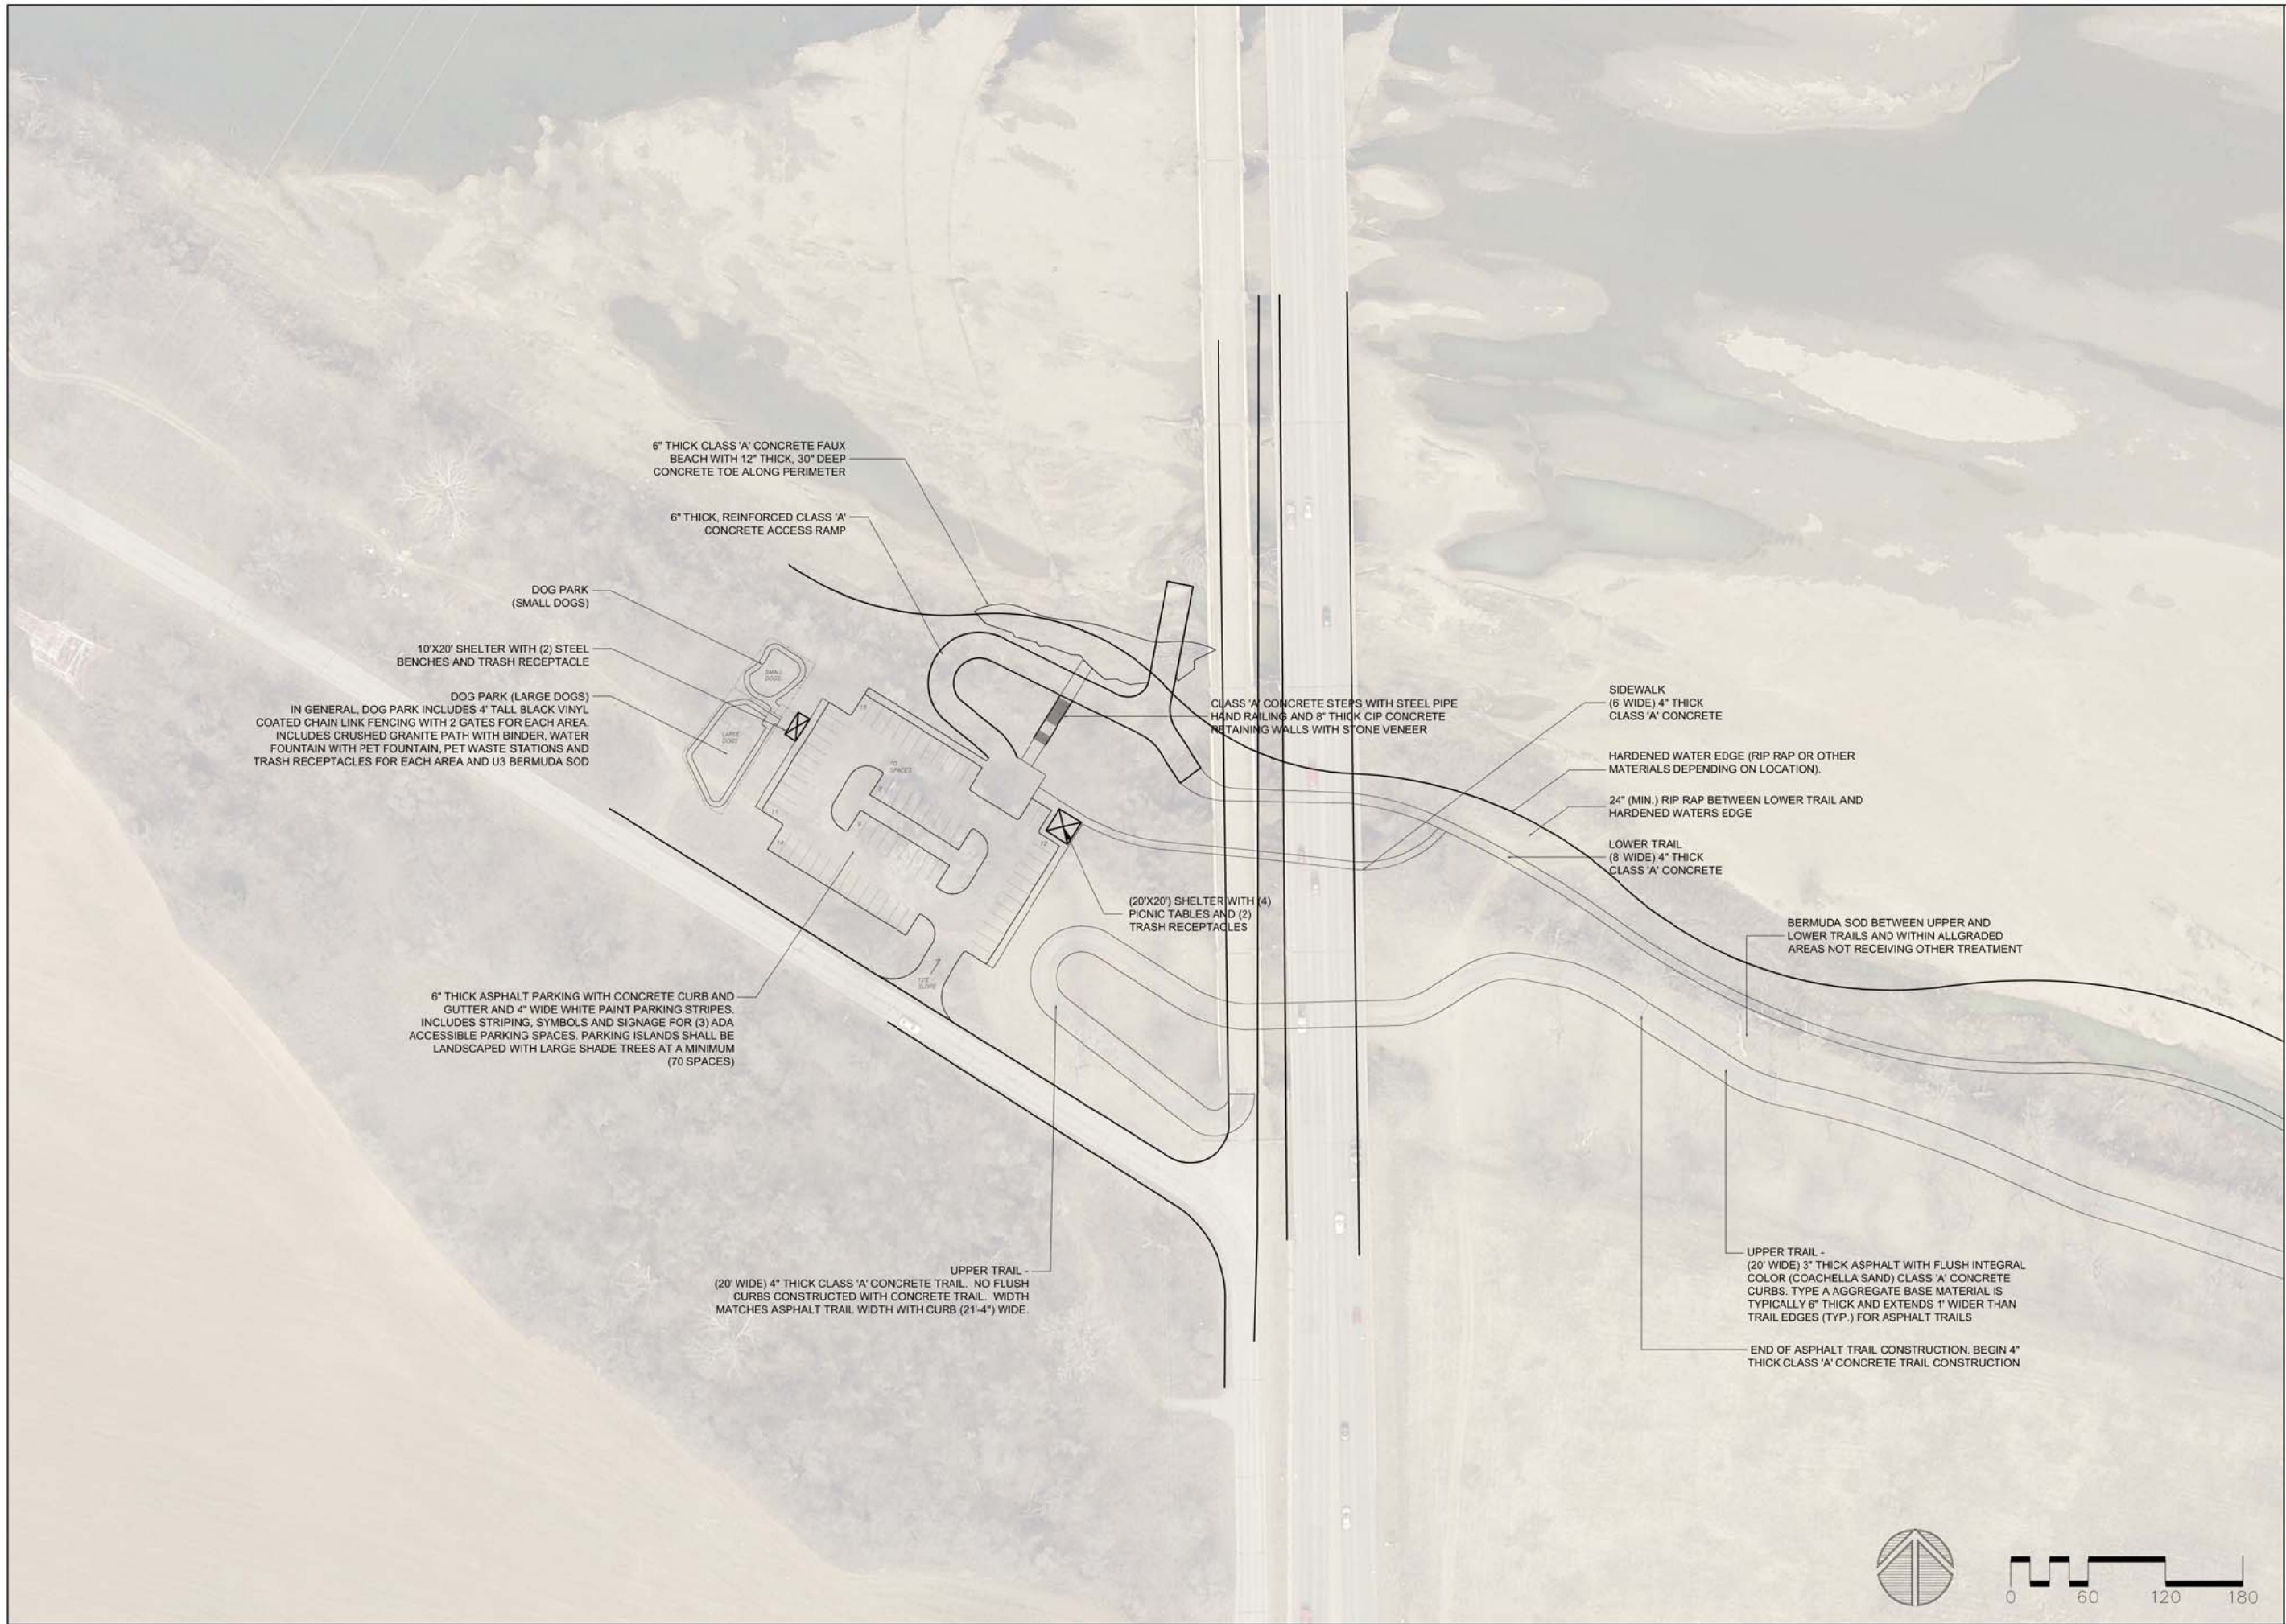 6" THICK CLASS 'A' CONCRETE FAUX
BEACH WITH 12" THICK, 30" DEEP
CONCRETE TOE ALONG PERIMETER
6" THICK, REINFORCED CLASS 'A'
CONCRETE ACCESS RAMP
DOG PARK
(SMALL DOGS)
10'X20' SHELTER WITH (2) STEEL
BENCHES AND TRASH RECEPTACLE
DOG PARK (LARGE DOGS)
IN GENERAL, DOG PARK INCLUDES 4' TALL BLACK VINYL
COATED CHAIN LINK FENCING WITH 2 GATES FOR EACH AREA.
INCLUDES CRUSHED GRANITE PATH WITH BINDER, WATER
FOUNTAIN WITH PET FOUNTAIN, PET WASTE STATIONS AND
TRASH RECEPTACLES FOR EACH AREA AND U3 BERMUDA SOD
SMALL
DOGS
LARGE
DOGS
70
SPACES
12
CLASS 'A' CONCRETE STEPS WITH STEEL PIPE
HAND RAILING AND 8" THICK CIP CONCRETE
RETAINING WALLS WITH STONE VENEER
SIDEWALK
(6' WIDE) 4" THICK
CLASS 'A' CONCRETE
HARDENED WATER EDGE (RIP RAP OR OTHER
MATERIALS DEPENDING ON LOCATION).
24" (MIN.) RIP RAP BETWEEN LOWER TRAIL AND
HARDENED WATERS EDGE
LOWER TRAIL
(8' WIDE) 4" THICK
CLASS 'A' CONCRETE
(20'X20') SHELTER WITH (4)
PICNIC TABLES AND (2)
TRASH RECEPTACLES
BERMUDA SOD BETWEEN UPPER AND
LOWER TRAILS AND WITHIN ALLGRADED
AREAS NOT RECEIVING OTHER TREATMENT
SLOPE
6" THICK ASPHALT PARKING WITH CONCRETE CURB AND
GUTTER AND 4" WIDE WHITE PAINT PARKING STRIPES.
INCLUDES STRIPING, SYMBOLS AND SIGNAGE FOR (3) ADA
ACCESSIBLE PARKING SPACES. PARKING ISLANDS SHALL BE
LANDSCAPED WITH LARGE SHADE TREES AT A MINIMUM
(70 SPACES)
UPPER TRAIL -
(20' WIDE) 4" THICK CLASS 'A' CONCRETE TRAIL. NO FLUSH
CURBS CONSTRUCTED WITH CONCRETE TRAIL. WIDTH
MATCHES ASPHALT TRAIL WIDTH WITH CURB (21'-4") WIDE.
UPPER TRAIL -
(20' WIDE) 3" THICK ASPHALT WITH FLUSH INTEGRAL
COLOR (COACHELLA SAND) CLASS 'A' CONCRETE
CURBS. TYPE A AGGREGATE BASE MATERIAL IS
TYPICALLY 6" THICK AND EXTENDS 1' WIDER THAN
TRAIL EDGES (TYP.) FOR ASPHALT TRAILS
END OF ASPHALT TRAIL CONSTRUCTION. BEGIN 4"
THICK CLASS 'A' CONCRETE TRAIL CONSTRUCTION
0 60 120 180